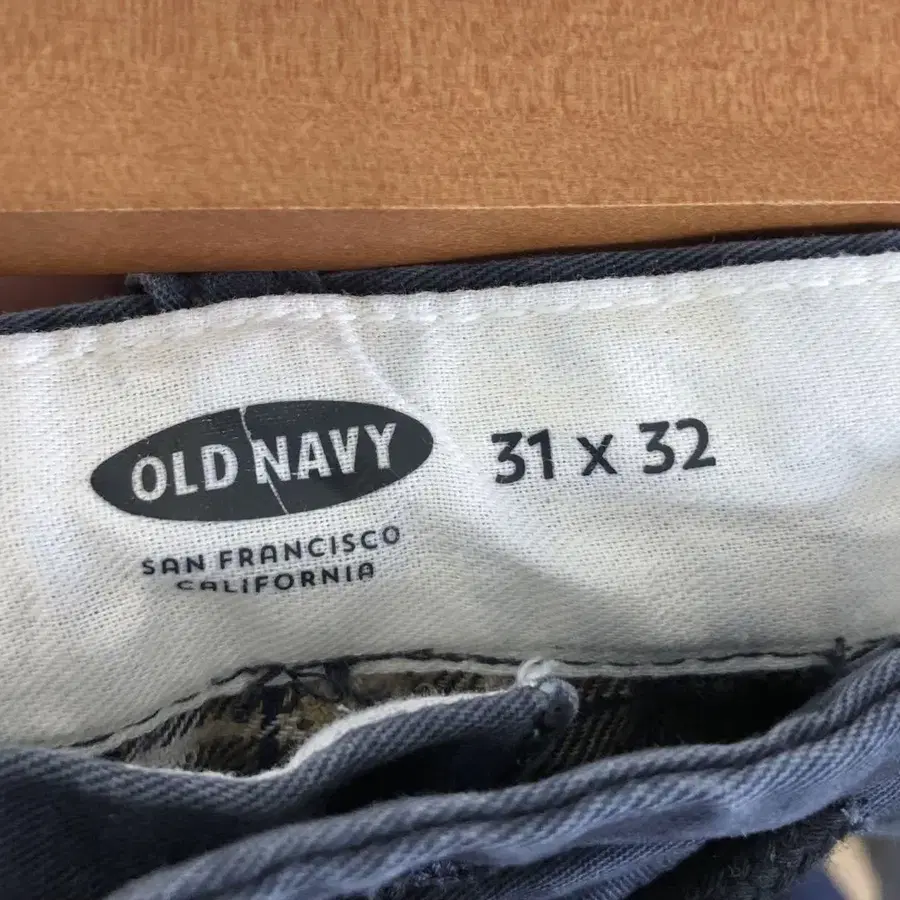 OLD NAVY
31 x 32
SAN FRANCISCO
CALIFORNIA